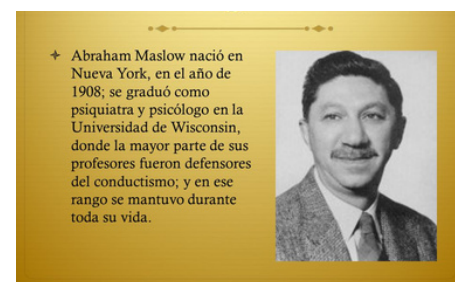 Abraham Maslow nació en
Nueva York, en el año de
1908; se graduó como
psiquiatra y psicólogo en la
Universidad de Wisconsin,
donde la mayor parte de sus
profesores fueron defensores
del conductismo; y en ese
rango se mantuvo durante
toda su vida.